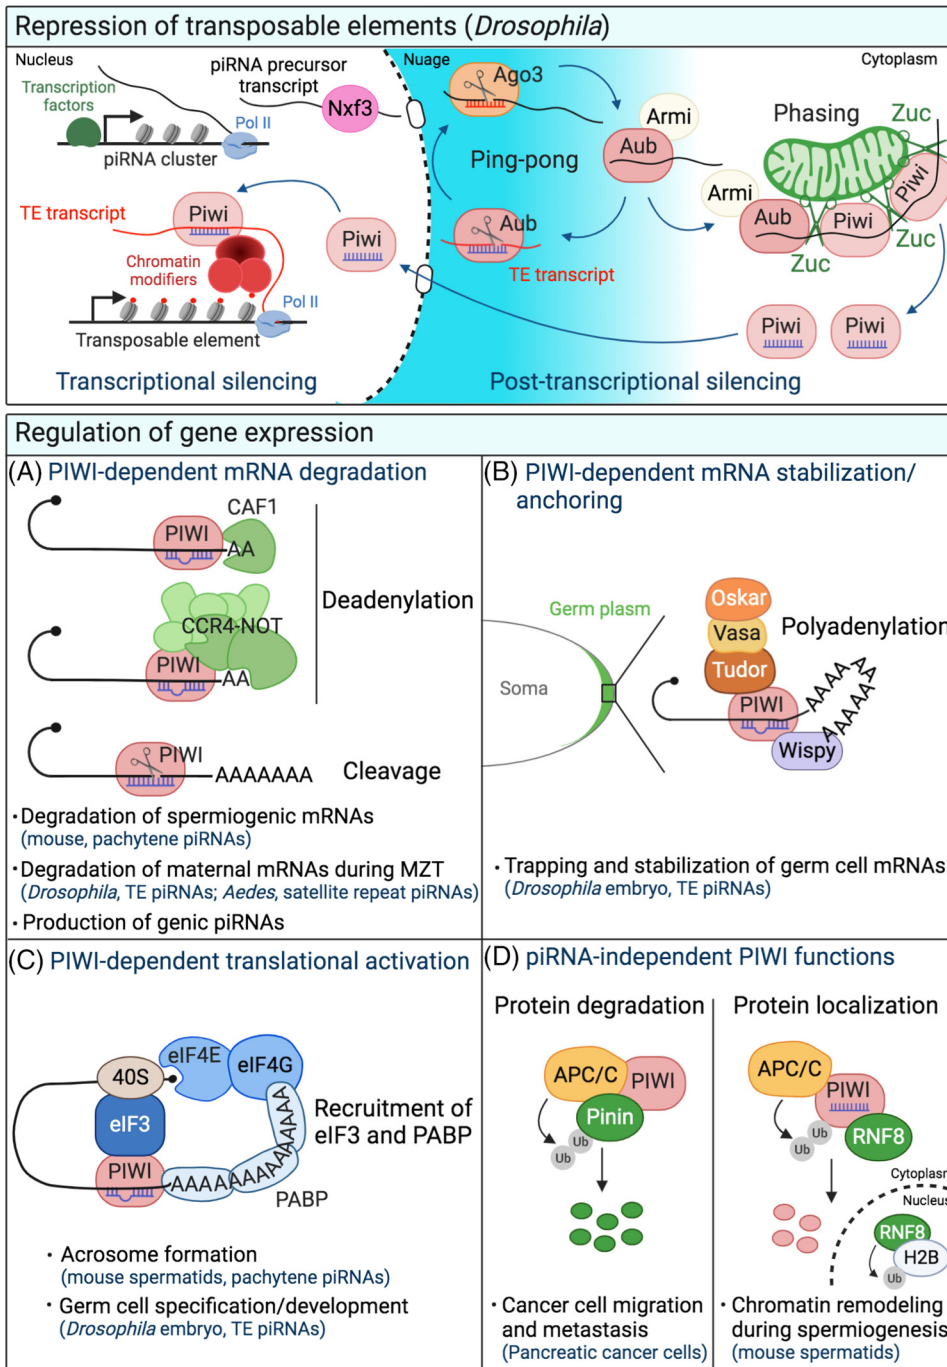 Repression of transposable elements (Drosophila)
Nucleus
Transcription
factors
piRNA precursor
transcript
Nxf3
Pol II
piRNA cluster
TE transcript
Piwi
Piwi
Chromatin
modifiers
Pol II
Transposable element
Transcriptional silencing
Nuage
Ago3
Cytoplasm
Armi
Aub
Ping-pong
Aub
TE transcript
Phasing
Zuc
Armi
Aub
Piwi
Piwi
Zuc
Zuc
Piwi
Piwi
Post-transcriptional silencing
Regulation of gene expression
(A) PIWI-dependent mRNA degradation
CAF1
PIWI
AA
Deadenylation
CCR4-NOT
PIWI
AA
PIWI
AAAAAAA
Cleavage
· Degradation of spermiogenic mRNAs
(mouse, pachytene piRNAs)
· Degradation of maternal mRNAs during MZT
(Drosophila, TE piRNAs; Aedes, satellite repeat piRNAs)
· Production of genic piRNAs
(B) PIWI-dependent mRNA stabilization/
anchoring
Germ plasm
Soma
Oskar
Vasa
Tudor
Polyadenylation
PIWI
AAAAAAAAAAA
Wispy
· Trapping and stabilization of germ cell mRNAs
(Drosophila embryo, TE piRNAs)
(C) PIWI-dependent translational activation
eIF4E
eIF4G
40S
eIF3
PIWI
AAAAAAAAAAAAAAAA
PABP
Recruitment of
eIF3 and PABP
· Acrosome formation
(mouse spermatids, pachytene piRNAs)
· Germ cell specification/development
(Drosophila embryo, TE piRNAs)
(D) piRNA-independent PIWI functions
Protein degradation
APC/C
PIWI
Pinin
Ub
Ub
· Cancer cell migration
and metastasis
(Pancreatic cancer cells)
Protein localization
APC/C
PIWI
RNF8
Ub
Ub
Cytoplasm
Nucleus
RNF8
H2B
Ub
· Chromatin remodeling
during spermiogenesis
(mouse spermatids)